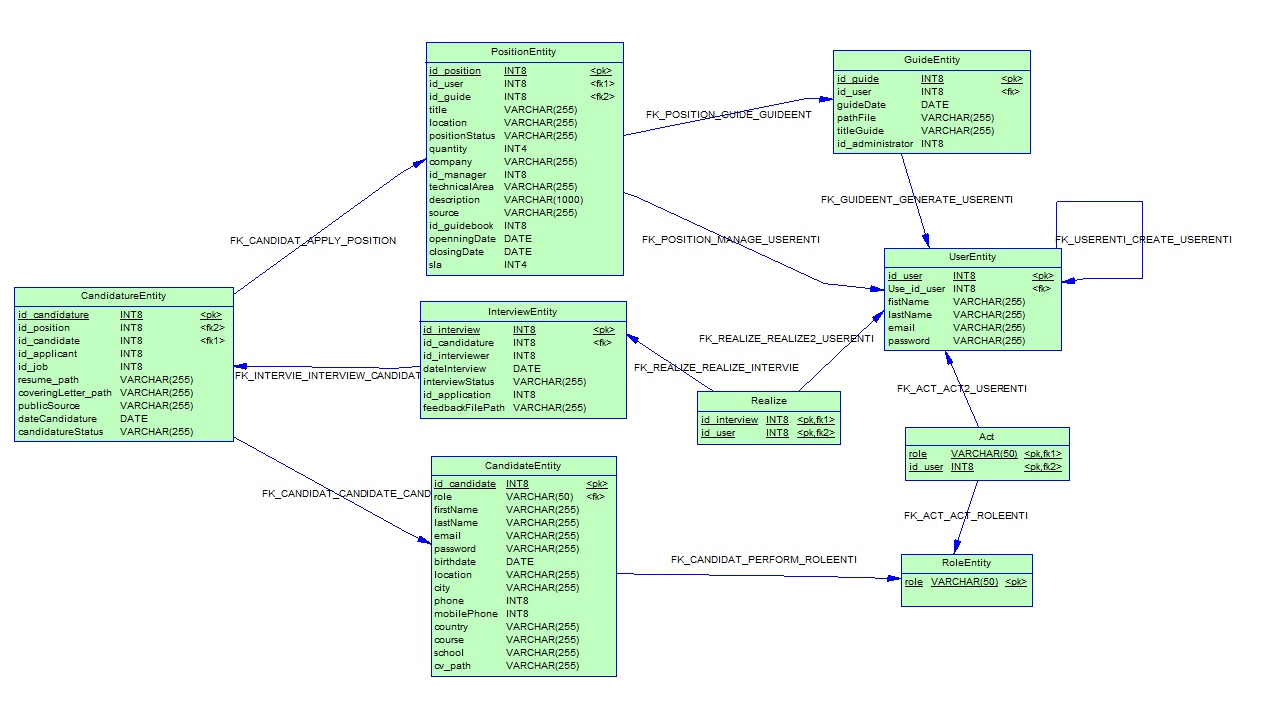 PositionEntity
id_position INT8 <pk>
id_user INT8 <fk1>
id_guide INT8 <fk2>
title VARCHAR(255)
location VARCHAR(255)
positionStatus VARCHAR(255)
quantity INT4
company VARCHAR(255)
id_manager INT8
technicalArea VARCHAR(255)
description VARCHAR(1000)
source VARCHAR(255)
id_guidebook INT8
openningDate DATE
closingDate DATE
sla INT4
GuideEntity
id_guide INT8 <pk>
id_user INT8 <fk>
guideDate DATE
pathFile VARCHAR(255)
titleGuide VARCHAR(255)
id_administrator INT8
FK_POSITION_GUIDE_GUIDEENT
FK_GUIDEENT_GENERATE_USERENTI
FK_CANDIDAT_APPLY_POSITION
FK_POSITION_MANAGE_USERENTI
FK_USERENTI_CREATE_USERENTI
UserEntity
id_user INT8 <pk>
Use_id_user INT8 <fk>
fistName VARCHAR(255)
lastName VARCHAR(255)
email VARCHAR(255)
password VARCHAR(255)
CandidatureEntity
id_candidature INT8 <pk>
id_position INT8 <fk2>
id_candidate INT8 <fk1>
id_applicant INT8
id_job INT8
resume_path VARCHAR(255)
coveringLetter_path VARCHAR(255)
publicSource VARCHAR(255)
dateCandidature DATE
candidatureStatus VARCHAR(255)
InterviewEntity
id_interview INT8 <pk>
id_candidature INT8 <fk>
id_interviewer INT8
dateInterview DATE
interviewStatus VARCHAR(255)
id_application INT8
feedbackFilePath VARCHAR(255)
FK_REALIZE_REALIZE2_USERENTI
FK_REALIZE_REALIZE_INTERVIE
FK_INTERVIE_INTERVIEW_CANDIDAT
Realize
id_interview INT8 <pk,fk1>
id_user INT8 <pk,fk2>
FK_ACT_ACT2_USERENTI
Act
role VARCHAR(50) <pk,fk1>
id_user INT8 <pk,fk2>
CandidateEntity
id_candidate INT8 <pk>
role VARCHAR(50) <fk>
firstName VARCHAR(255)
lastName VARCHAR(255)
email VARCHAR(255)
password VARCHAR(255)
birthdate DATE
location VARCHAR(255)
city VARCHAR(255)
phone INT8
mobilePhone INT8
country VARCHAR(255)
course VARCHAR(255)
school VARCHAR(255)
cv_path VARCHAR(255)
FK_CANDIDAT_CANDIDATE_CAND
FK_ACT_ACT_ROLEENTI
FK_CANDIDAT_PERFORM_ROLEENTI
RoleEntity
role VARCHAR(50) <pk>